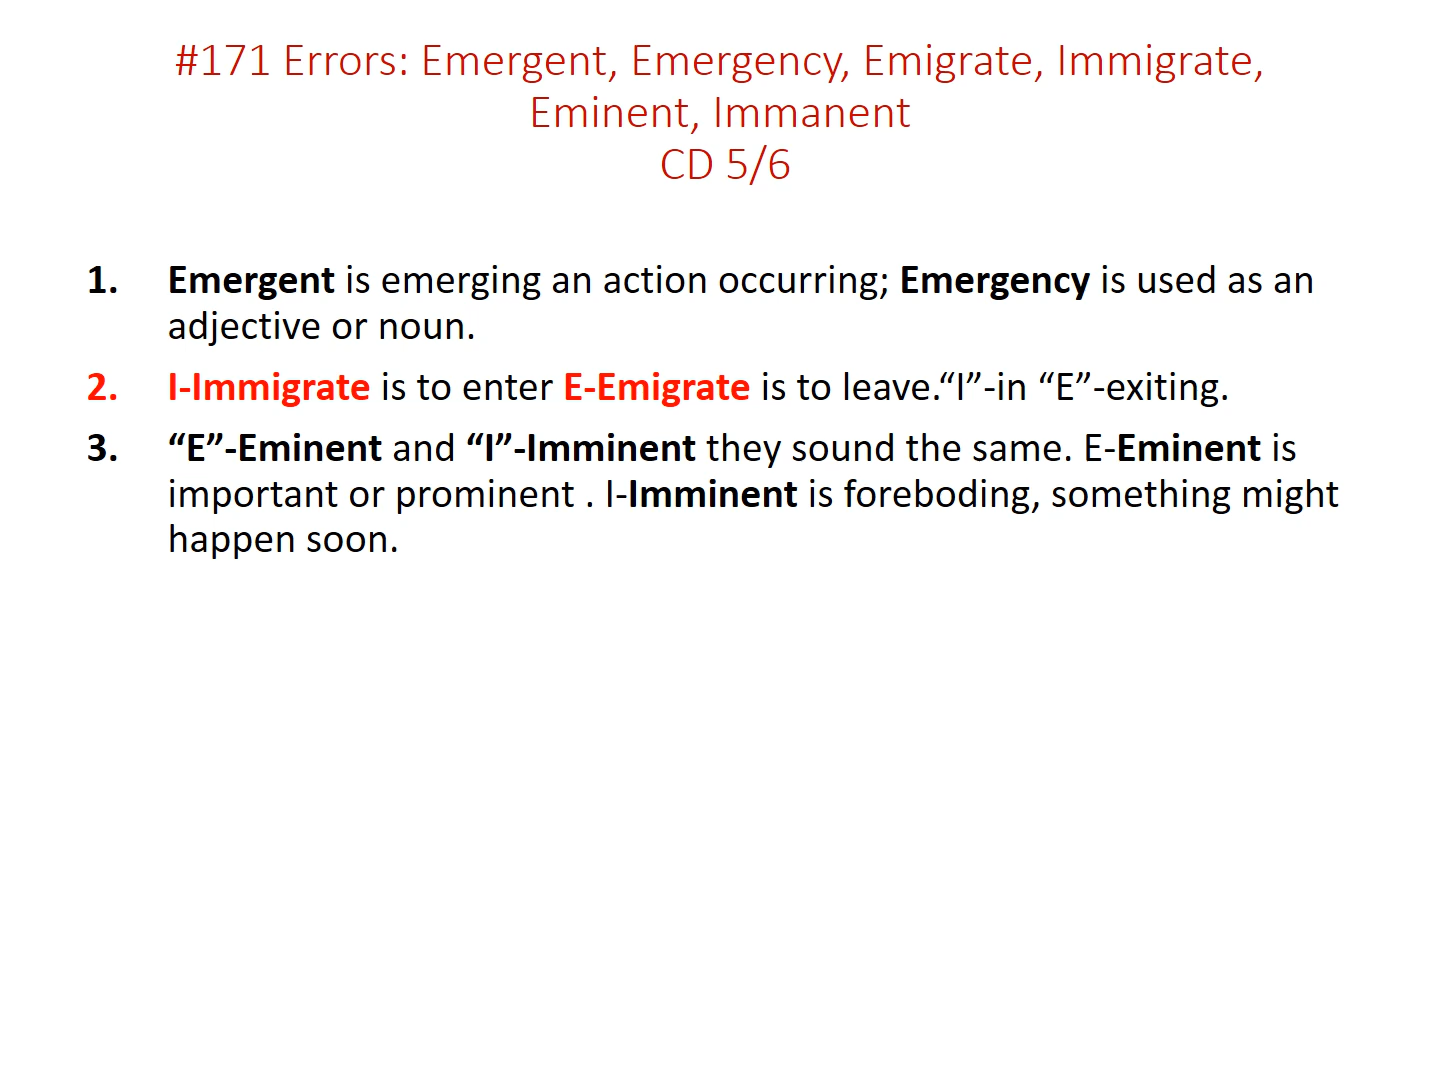 #171 Errors: Emergent, Emergency, Emigrate, Immigrate,
Eminent, Immanent
CD 5/6
1. Emergent is emerging an action occurring; Emergency is used as an
adjective or noun.
2. I-Immigrate is to enter E-Emigrate is to leave.“I”-in “E”-exiting.
3. “E”-Eminent and “I”-Imminent they sound the same. E-Eminent is
important or prominent . I-Imminent is foreboding, something might
happen soon.